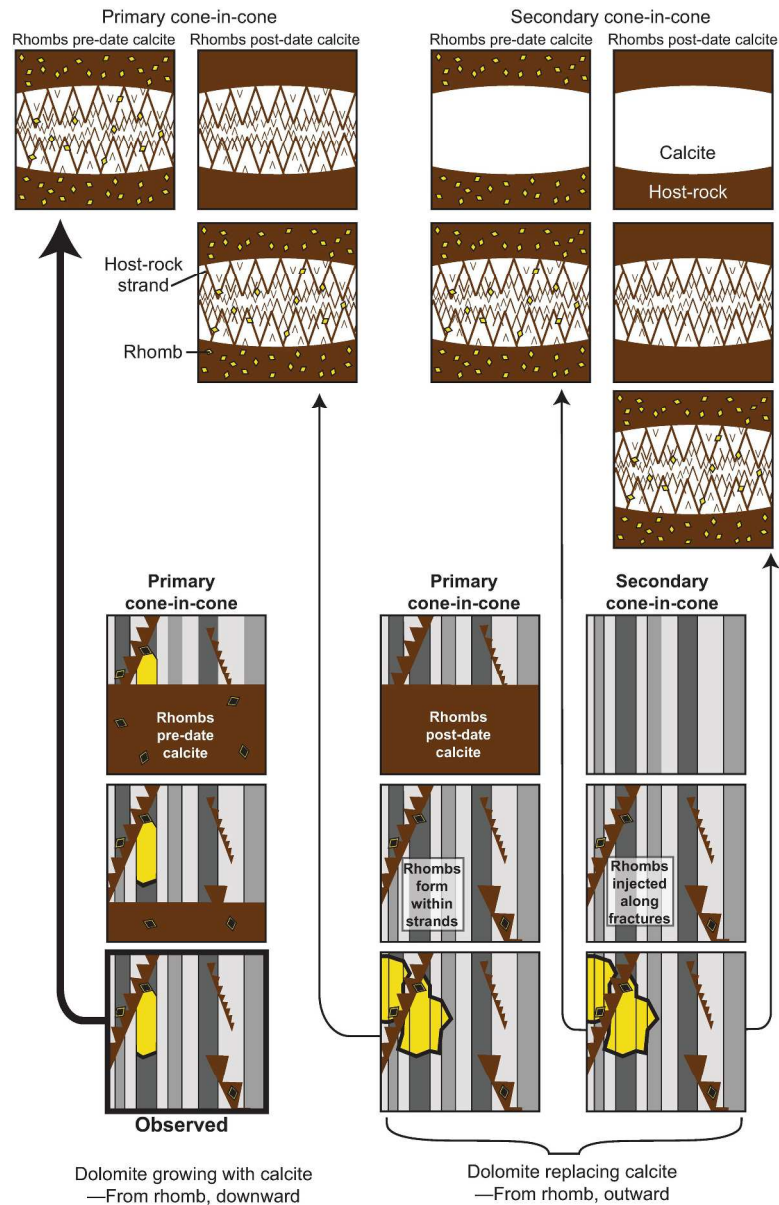 Primary cone-in-cone
Secondary cone-in-cone
Rhombs pre-date calcite
Rhombs post-date calcite
Rhombs pre-date calcite
Rhombs post-date calcite
Calcite
Host-rock
Host-rock
strand
Rhomb
Primary
cone-in-cone
Primary
cone-in-cone
Secondary
cone-in-cone
Rhombs
pre-date
calcite
Rhombs
post-date
calcite
Rhombs
form
within
strands
Rhombs
injected
along
fractures
Observed
Dolomite growing with calcite
—From rhomb, downward
Dolomite replacing calcite
—From rhomb, outward